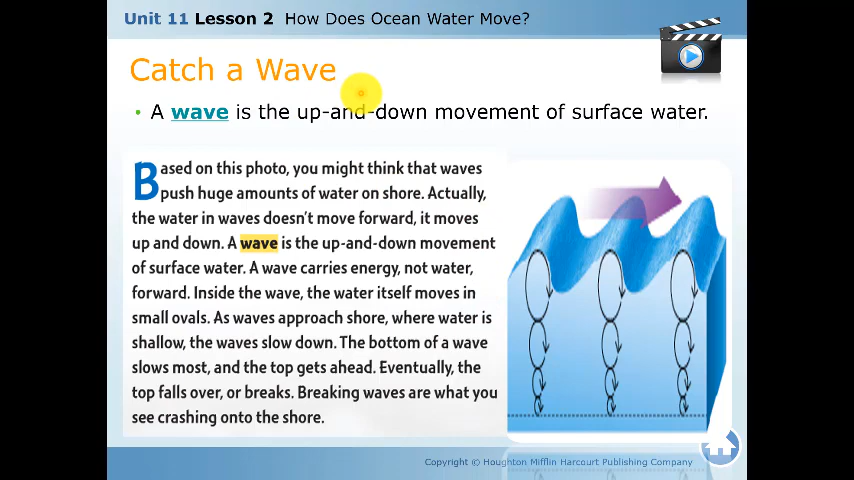 Unit 11 Lesson 2 How Does Ocean Water Move?
Catch a Wave
• A wave is the up-and-down movement of surface water.
Based on this photo, you might think that waves
push huge amounts of water on shore. Actually,
the water in waves doesn't move forward, it moves
up and down. A wave is the up-and-down movement
of surface water. A wave carries energy, not water,
forward. Inside the wave, the water itself moves in
small ovals. As waves approach shore, where water is
shallow, the waves slow down. The bottom of a wave
slows most, and the top gets ahead. Eventually, the
top falls over, or breaks. Breaking waves are what you
see crashing onto the shore.
Copyright © Houghton Mifflin Harcourt Publishing Company